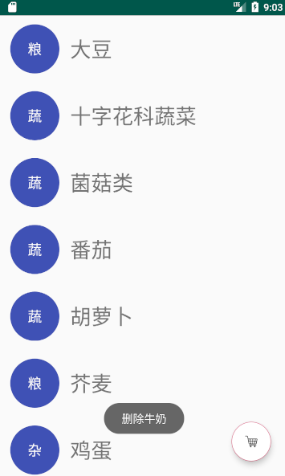 9:03
粮 大豆
蔬 十字花科蔬菜
蔬 菌菇类
蔬 番茄
蔬 胡萝卜
粮 芥麦
删除牛奶
杂 鸡蛋